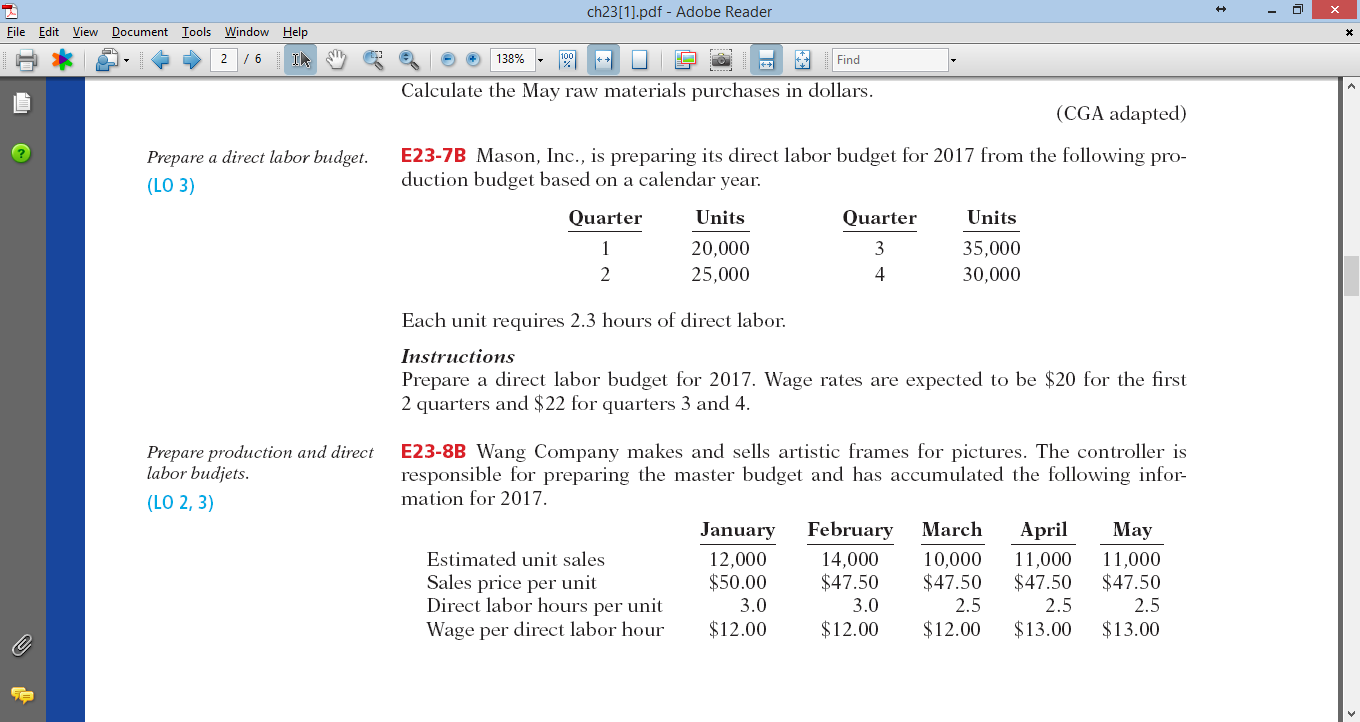 ch23[1].pdf - Adobe Reader
File Edit View Document Tools Window Help
2 / 6 138% 100 % Find
Calculate the May raw materials purchases in dollars.
(CGA adapted)
Prepare a direct labor budget.
(LO 3)
E23-7B Mason, Inc., is preparing its direct labor budget for 2017 from the following pro-
duction budget based on a calendar year.
Quarter Units Quarter Units
1 20,000 3 35,000
2 25,000 4 30,000
Each unit requires 2.3 hours of direct labor.
Instructions
Prepare a direct labor budget for 2017. Wage rates are expected to be $20 for the first
2 quarters and $22 for quarters 3 and 4.
Prepare production and direct
labor budjets.
(LO 2, 3)
E23-8B Wang Company makes and sells artistic frames for pictures. The controller is
responsible for preparing the master budget and has accumulated the following infor-
mation for 2017.
January February March April May
Estimated unit sales 12,000 14,000 10,000 11,000 11,000
Sales price per unit $50.00 $47.50 $47.50 $47.50 $47.50
Direct labor hours per unit 3.0 3.0 2.5 2.5 2.5
Wage per direct labor hour $12.00 $12.00 $12.00 $13.00 $13.00